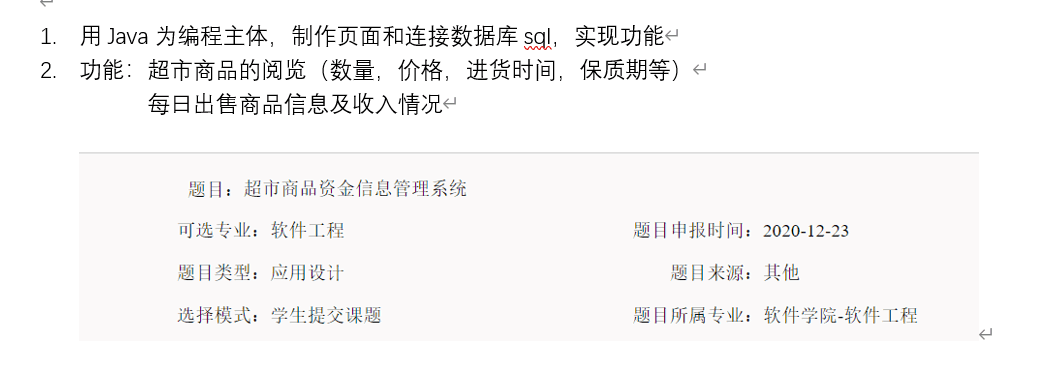 1. 用 Java 为编程主体，制作页面和连接数据库 sql，实现功能
2. 功能：超市商品的阅览（数量，价格，进货时间，保质期等）
每日出售商品信息及收入情况
题目：超市商品资金信息管理系统
可选专业：软件工程 题目申报时间：2020-12-23
题目类型：应用设计 题目来源：其他
选择模式：学生提交课题 题目所属专业：软件学院-软件工程